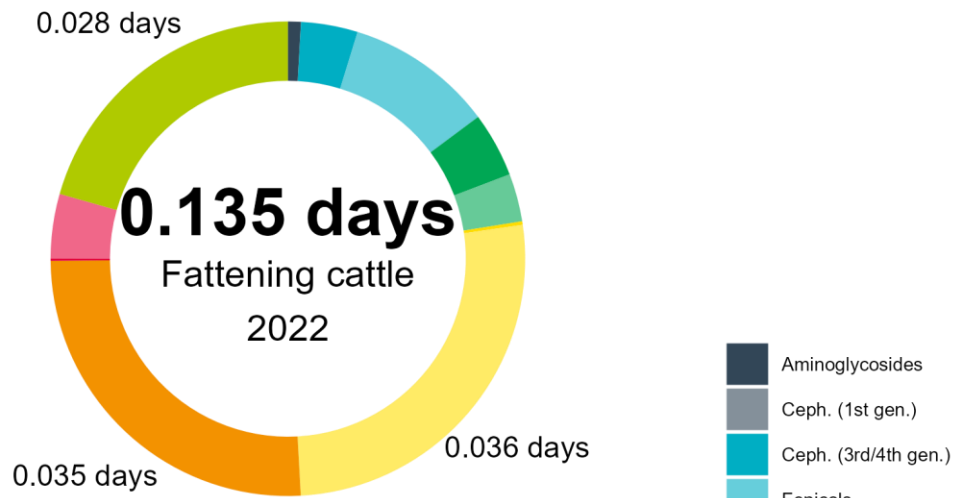 0.028 days
0.135 days
Fattening cattle
2022
0.036 days
0.035 days
Aminoglycosides
Ceph. (1st gen.)
Ceph. (3rd/4th gen.)